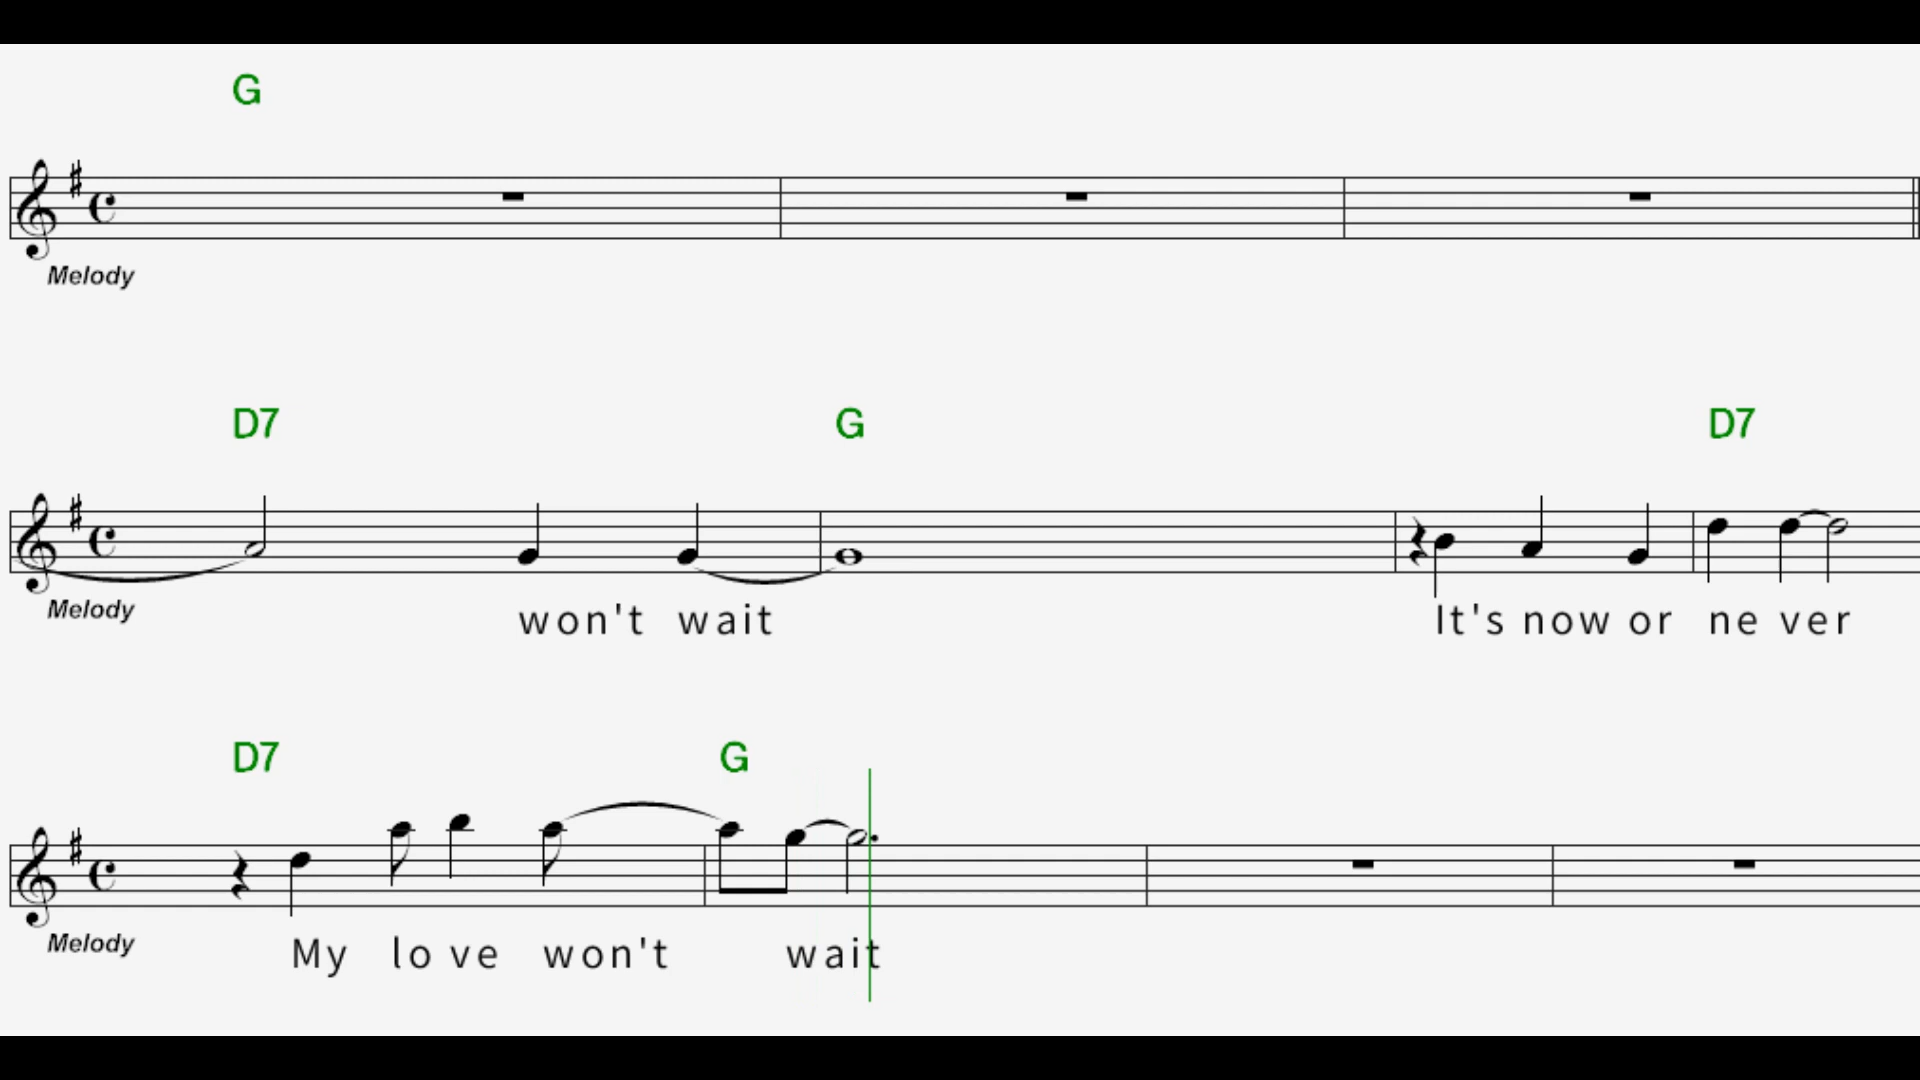 G
Melody
D7 G D7
won't wait It's now or ne ver
Melody
D7 G
My lo ve won't wait
Melody